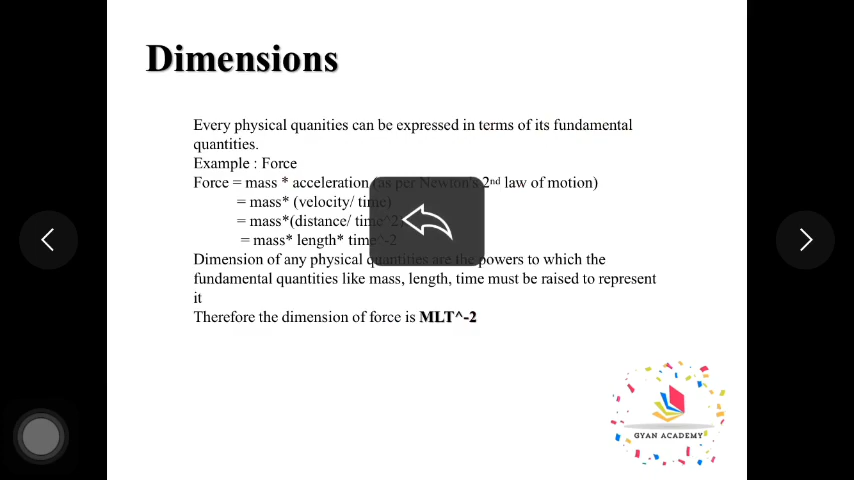 Dimensions
Every physical quanities can be expressed in terms of its fundamental
quantities.
Example : Force
Force = mass * acceleration (as per Newton's 2nd law of motion)
= mass* (velocity/ time)
= mass*(distance/ time^2)
= mass* length* time^-2
Dimension of any physical quantities are the powers to which the
fundamental quantities like mass, length, time must be raised to represent
it
Therefore the dimension of force is MLT^-2
GYAN ACADEMY